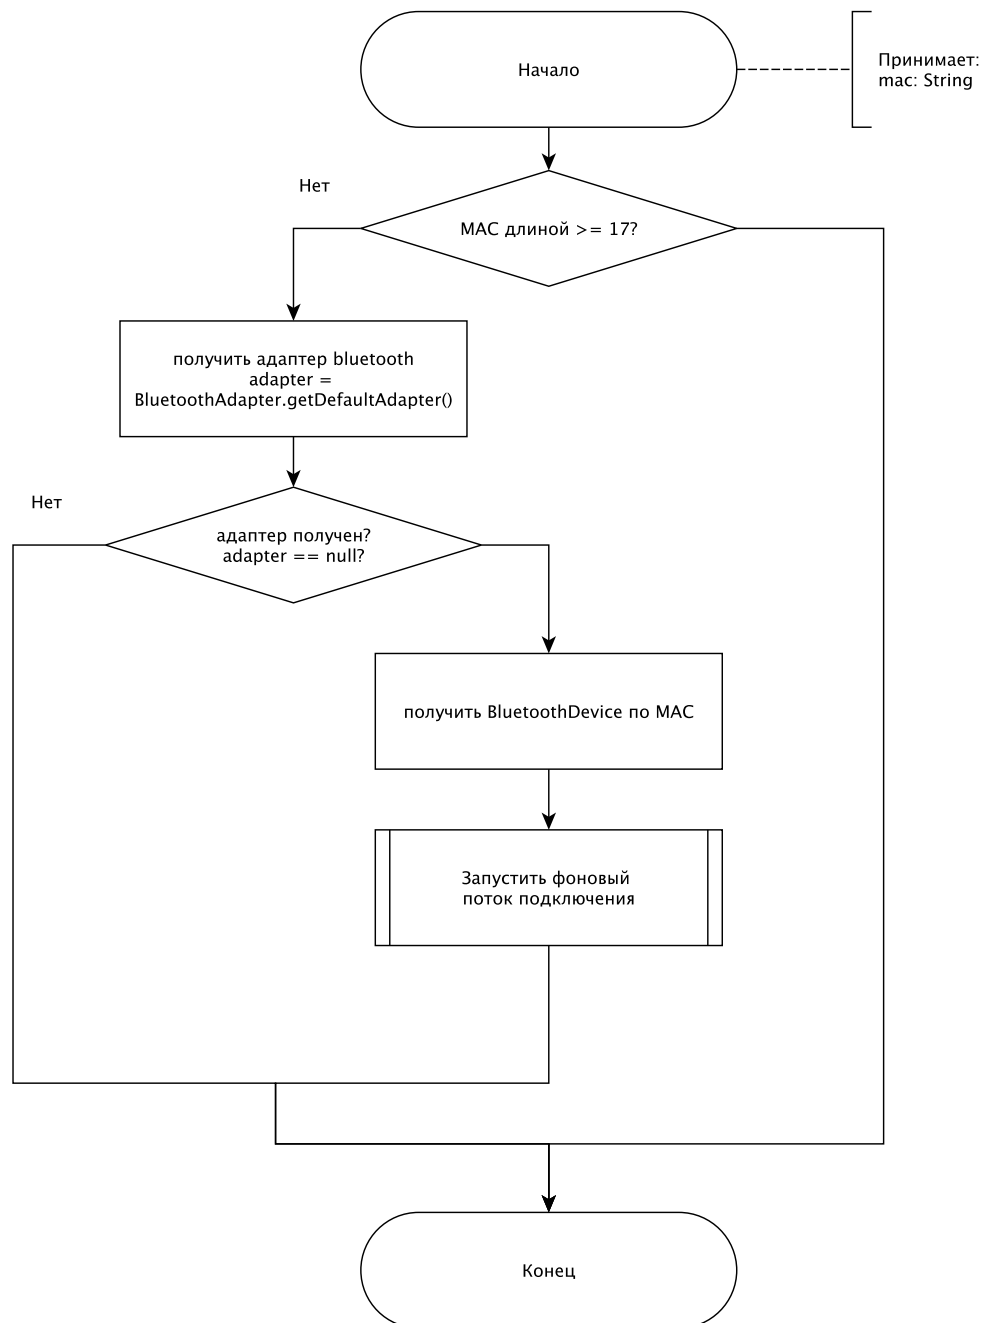 Начало
Принимает:
mac: String
Нет
MAC длиной >= 17?
получить адаптер bluetooth
adapter =
BluetoothAdapter.getDefaultAdapter()
Нет
адаптер получен?
adapter == null?
получить BluetoothDevice по MAC
Запустить фоновый
поток подключения
Конец